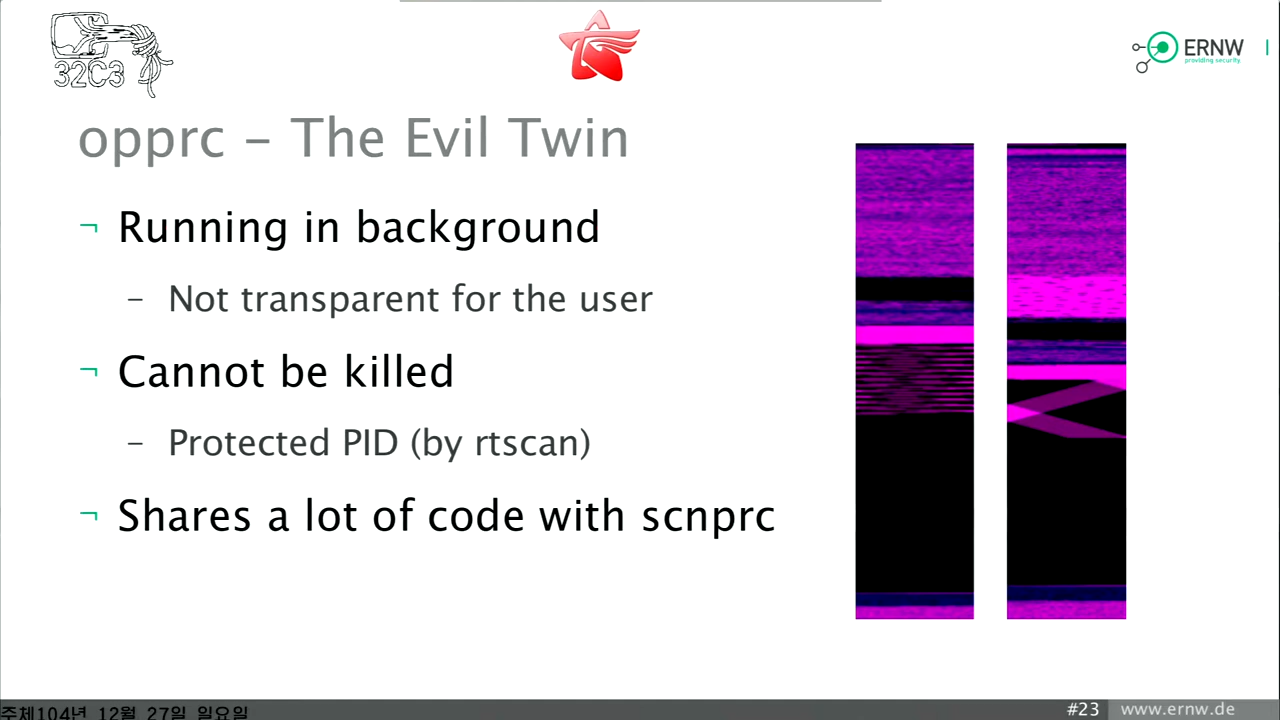 32C3
ERNW
providing security.
opprc – The Evil Twin
¬ Running in background
– Not transparent for the user
¬ Cannot be killed
– Protected PID (by rtscan)
¬ Shares a lot of code with scnprc
주체104년 12월 27일 일요일
#23
www.ernw.de